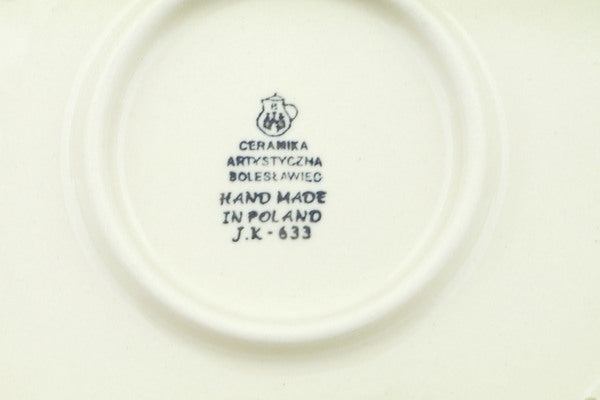 CERAMIKA
ARTYSTYCZNA
BOLESŁAWIEC
HAND MADE
IN POLAND
J.K - 633